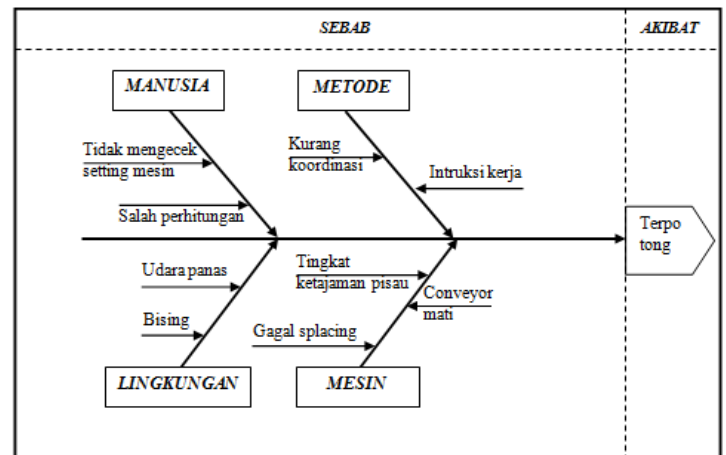 SEBAB
AKIBAT
MANUSIA
METODE
Tidak mengecek
setting mesin
Kurang
koordinasi
Intruksi kerja
Salah perhitungan
Terpo
tong
Udara panas
Tingkat
ketajaman pisau
Conveyor
mati
Bising
Gagal splacing
LINGKUNGAN
MESIN